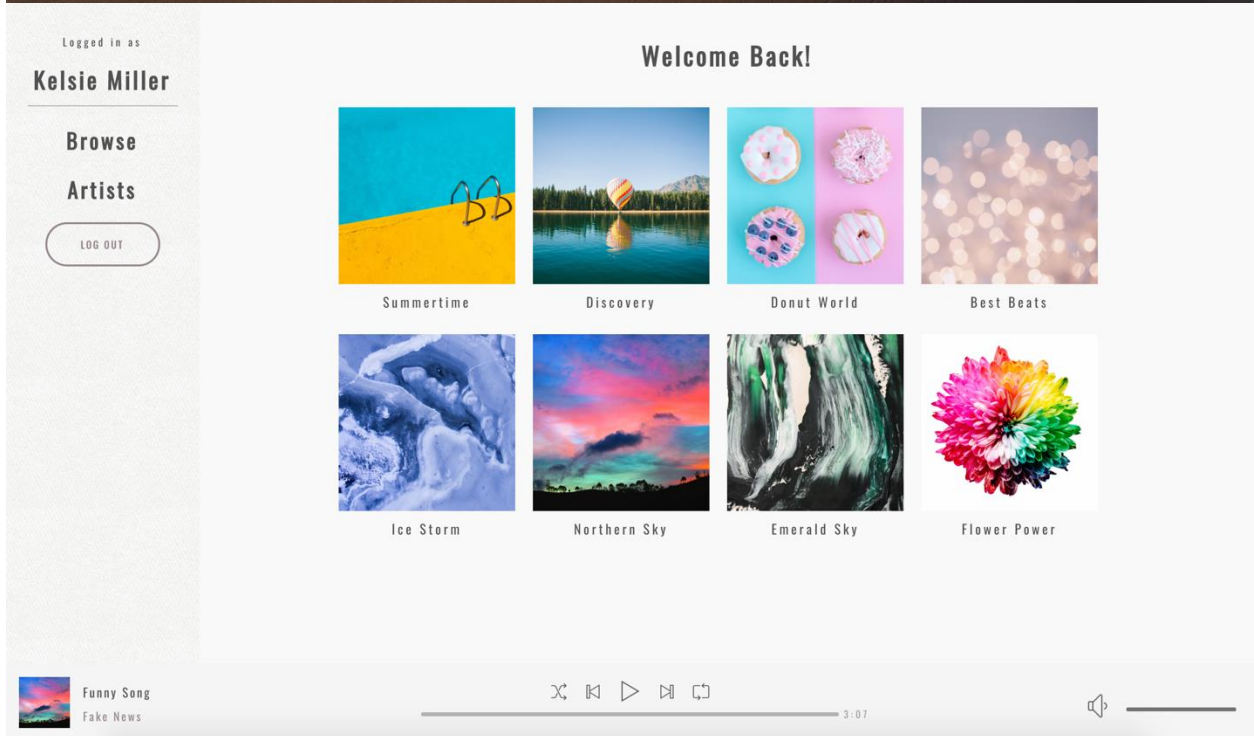 Logged in as
Kelsie Miller
Browse
Artists
LOG OUT
Welcome Back!
Summertime
Discovery
Donut World
Best Beats
Ice Storm
Northern Sky
Emerald Sky
Flower Power
Funny Song
Fake News
3:07